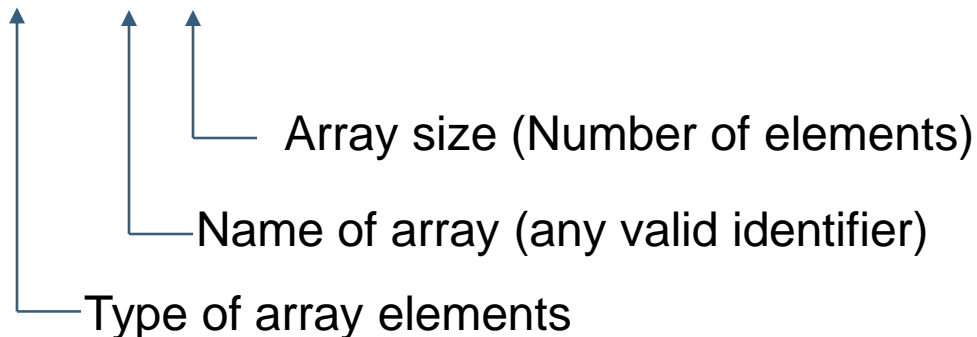 Array size (Number of elements)
Name of array (any valid identifier)
Type of array elements